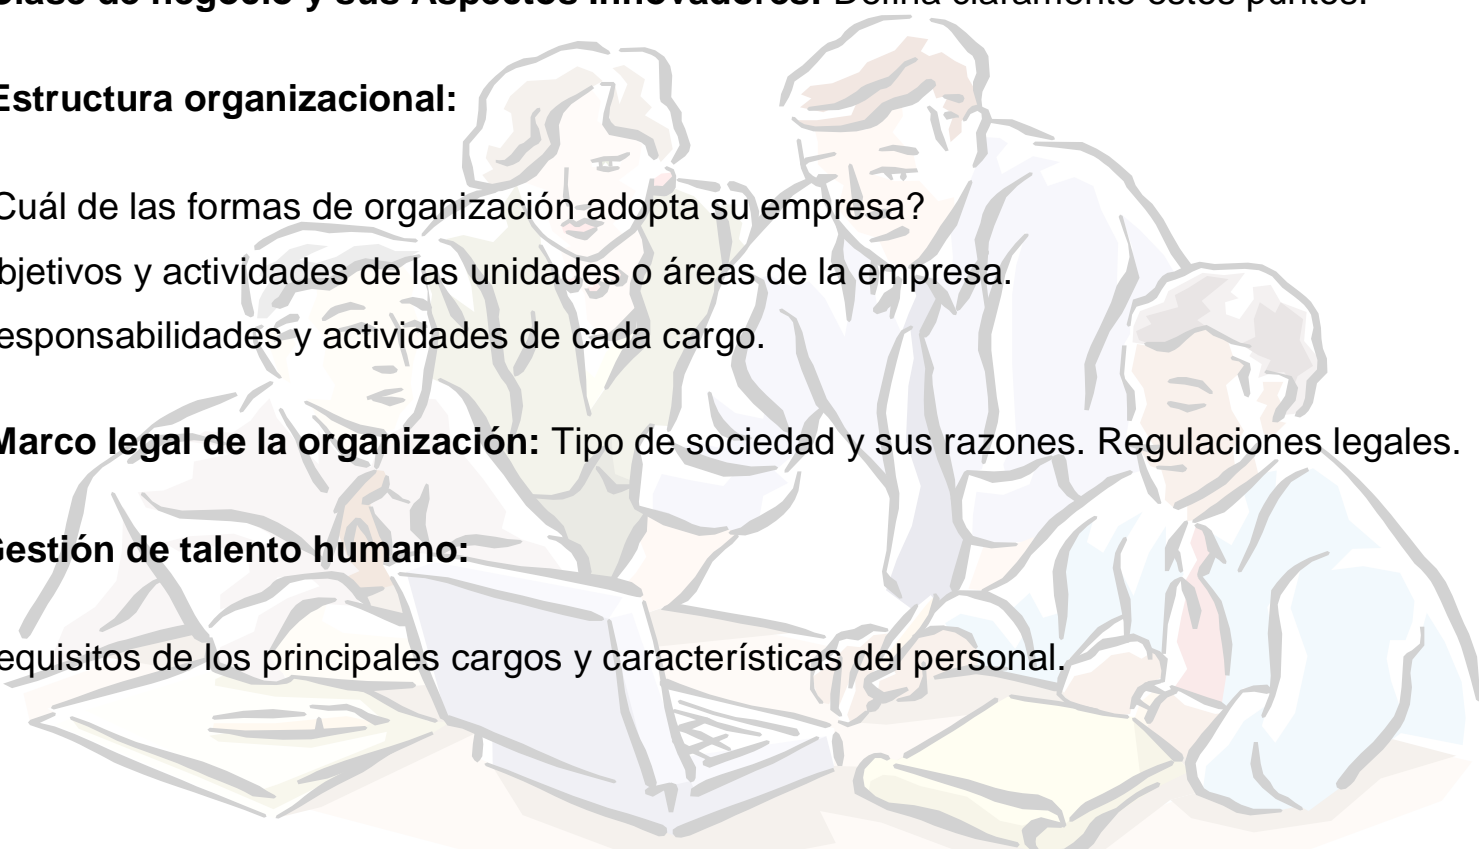 lase de negocio y sus Aspectos Innovadores: Defina claramente estos puntos.
Estructura organizacional:
Cuál de las formas de organización adopta su empresa?
bjetivos y actividades de las unidades o áreas de la empresa.
esponsabilidades y actividades de cada cargo.
Marco legal de la organización: Tipo de sociedad y sus razones. Regulaciones legales.
Gestión de talento humano:
equisitos de los principales cargos y características del personal.